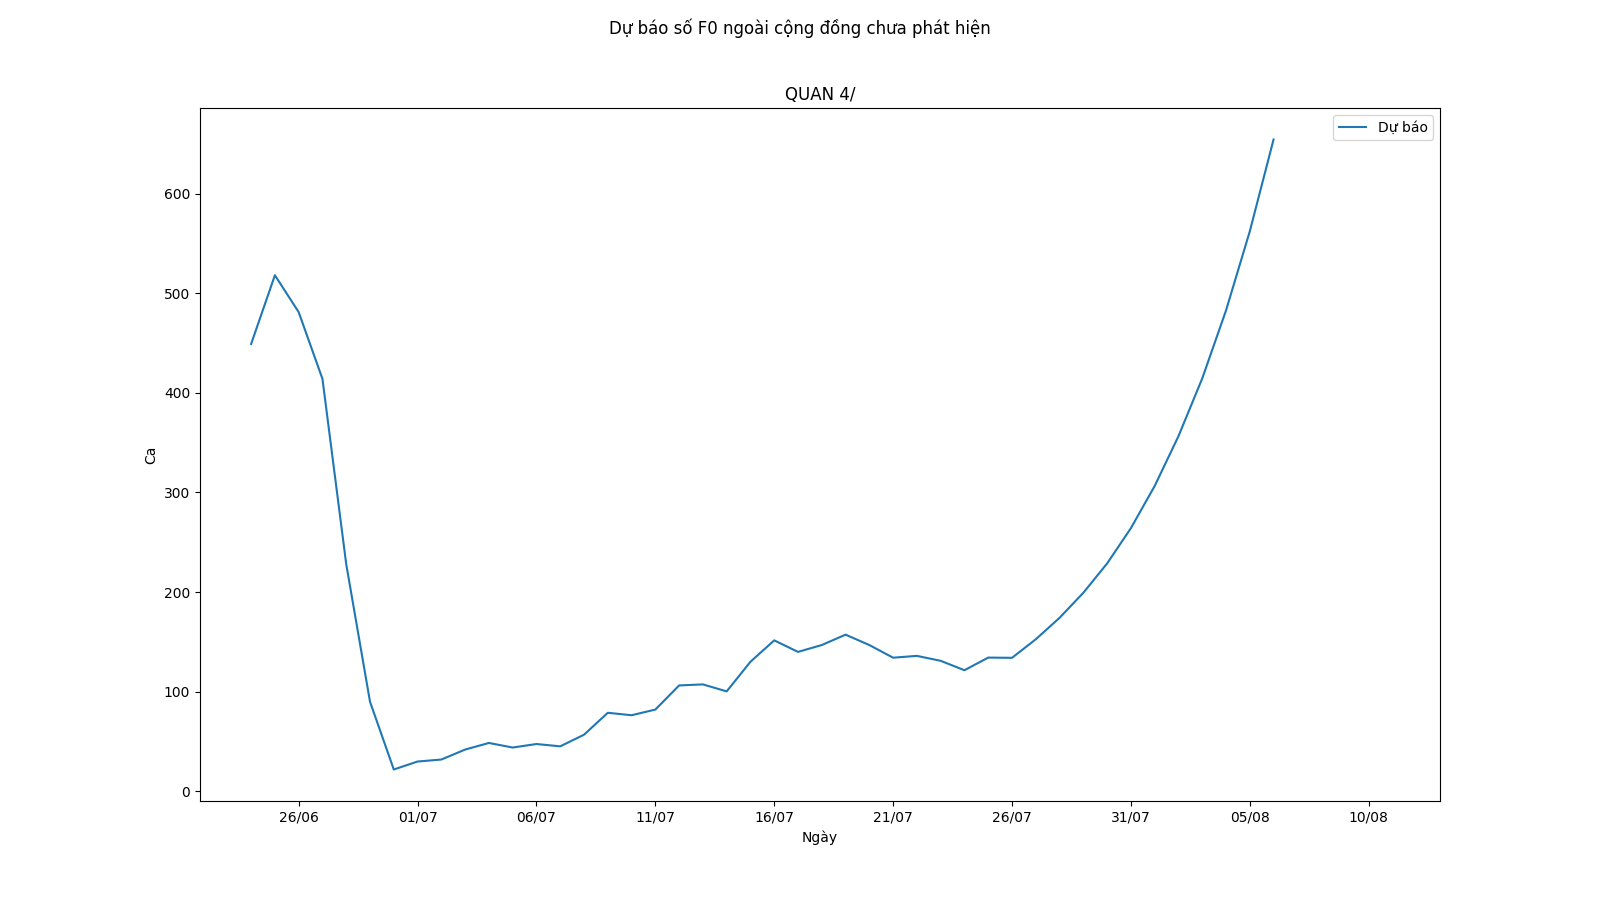 Dự báo số F0 ngoài cộng đồng chưa phát hiện
QUAN 4/
Dự báo
600
500
400
300
200
100
0
Ca
26/06 01/07 06/07 11/07 16/07 21/07 26/07 31/07 05/08 10/08
Ngày